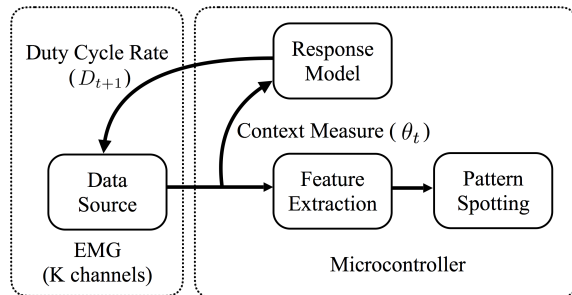 Duty Cycle Rate
( D_{t+1} )
Response
Model
Context Measure ( θ_t )
Data
Source
Feature
Extraction
Pattern
Spotting
EMG
(K channels)
Microcontroller